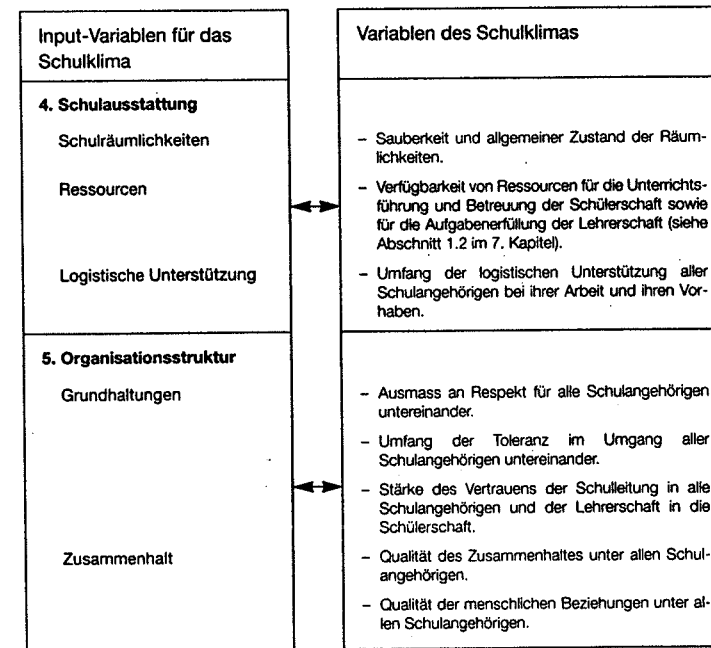 Input-Variablen für das
Schulklima
Variablen des Schulklimas
4. Schulausstattung
Schulräumlichkeiten
– Sauberkeit und allgemeiner Zustand der Räum-
lichkeiten.
Ressourcen
– Verfügbarkeit von Ressourcen für die Unterrichts-
führung und Betreuung der Schülerschaft sowie
für die Aufgabenerfüllung der Lehrerschaft (siehe
Abschnitt 1.2 im 7. Kapitel).
Logistische Unterstützung
– Umfang der logistischen Unterstützung aller
Schulangehörigen bei ihrer Arbeit und ihren Vor-
haben.
5. Organisationsstruktur
Grundhaltungen
– Ausmass an Respekt für alle Schulangehörigen
untereinander.
– Umfang der Toleranz im Umgang aller
Schulangehörigen untereinander.
– Stärke des Vertrauens der Schulleitung in alle
Schulangehörigen und der Lehrerschaft in die
Schülerschaft.
Zusammenhalt
– Qualität des Zusammenhaltes unter allen Schul-
angehörigen.
– Qualität der menschlichen Beziehungen unter al-
len Schulangehörigen.